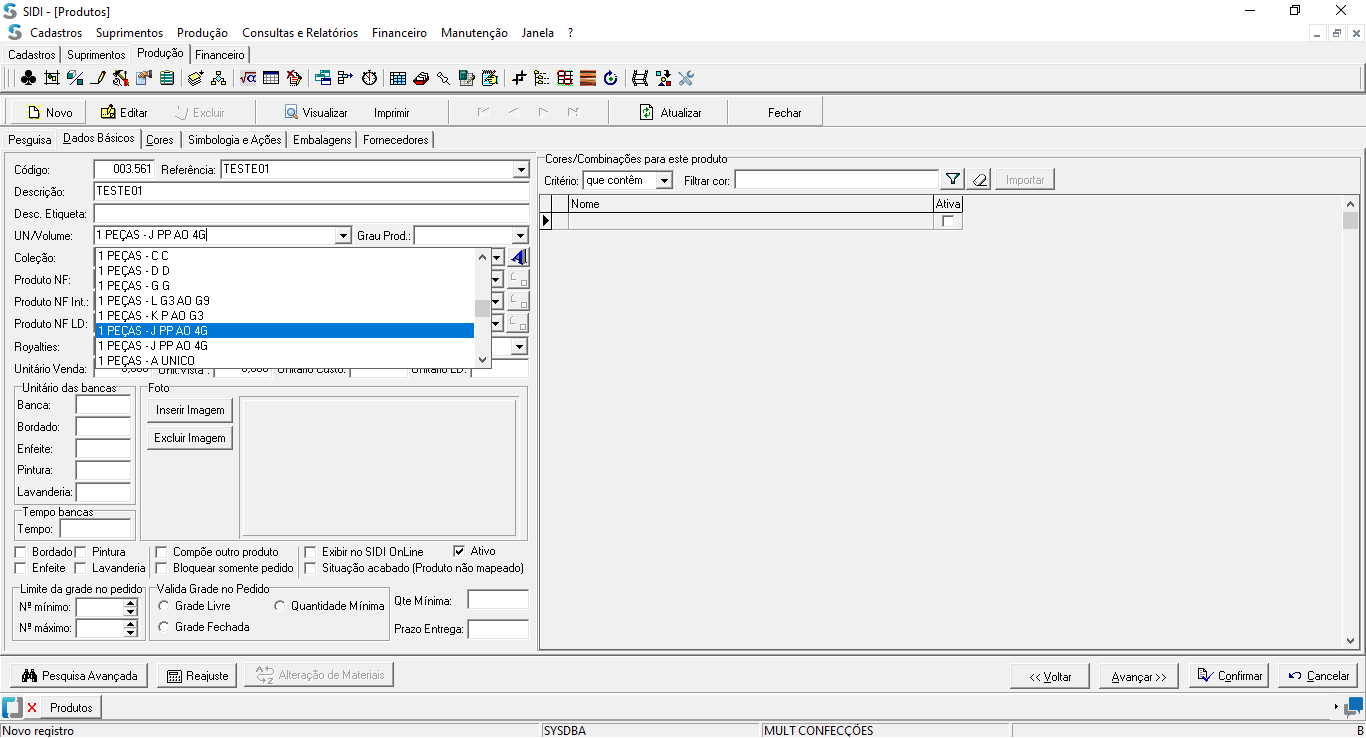 SIDI - [Produtos]
Cadastros Suprimentos Produção Consultas e Relatórios Financeiro Manutenção Janela ?
Cadastros Suprimentos Produção Financeiro
Novo Editar Excluir Visualizar Imprimir Atualizar Fechar
Pesquisa Dados Básicos Cores Simbologia e Ações Embalagens Fornecedores
Código: 003.561 Referência: TESTE01
Descrição: TESTE01
Desc. Etiqueta:
UN/Volume: 1 PEÇAS - J PP AO 4G Grau Prod.:
Coleção:
Produto NF:
Produto NF Int.:
Produto NF LD:
Royalties:
1 PEÇAS - C C
1 PEÇAS - D D
1 PEÇAS - G G
1 PEÇAS - L G3 AO G9
1 PEÇAS - K P AO G3
1 PEÇAS - J PP AO 4G
1 PEÇAS - J PP AO 4G
1 PEÇAS - A UNICO
Unitário Venda: 0,000 Unit.Vista : 0,000 Unitário Custo: Unitário LD:
Unitário das bancas
Banca:
Bordado:
Enfeite:
Pintura:
Lavanderia:
Tempo bancas
Tempo:
Foto
Inserir Imagem
Excluir Imagem
Bordado Pintura Compõe outro produto Exibir no SIDI OnLine Ativo
Enfeite Lavanderia Bloquear somente pedido Situação acabado (Produto não mapeado)
Limite da grade no pedido
Nº mínimo:
Nº máximo:
Valida Grade no Pedido
Grade Livre Quantidade Mínima
Grade Fechada
Qte Mínima:
Prazo Entrega:
Cores/Combinações para este produto
Critério: que contêm Filtrar cor: Importar
Nome Ativa
Pesquisa Avançada Reajuste Alteração de Materiais << Voltar Avançar >> Confirmar Cancelar
Produtos
Novo registro SYSDBA MULT CONFECÇÕES B